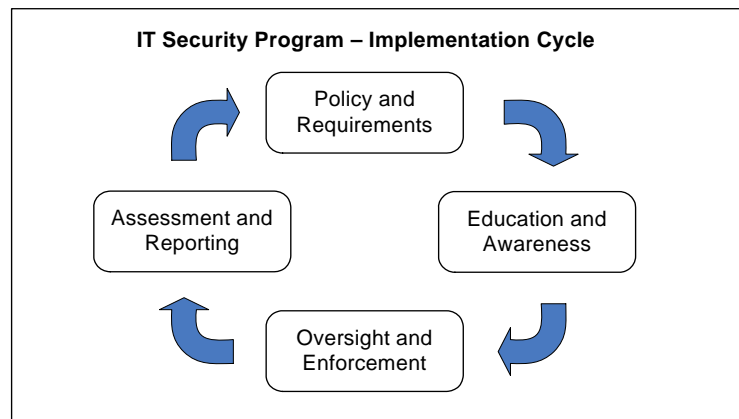 IT Security Program – Implementation Cycle
Policy and
Requirements
Education and
Awareness
Oversight and
Enforcement
Assessment and
Reporting